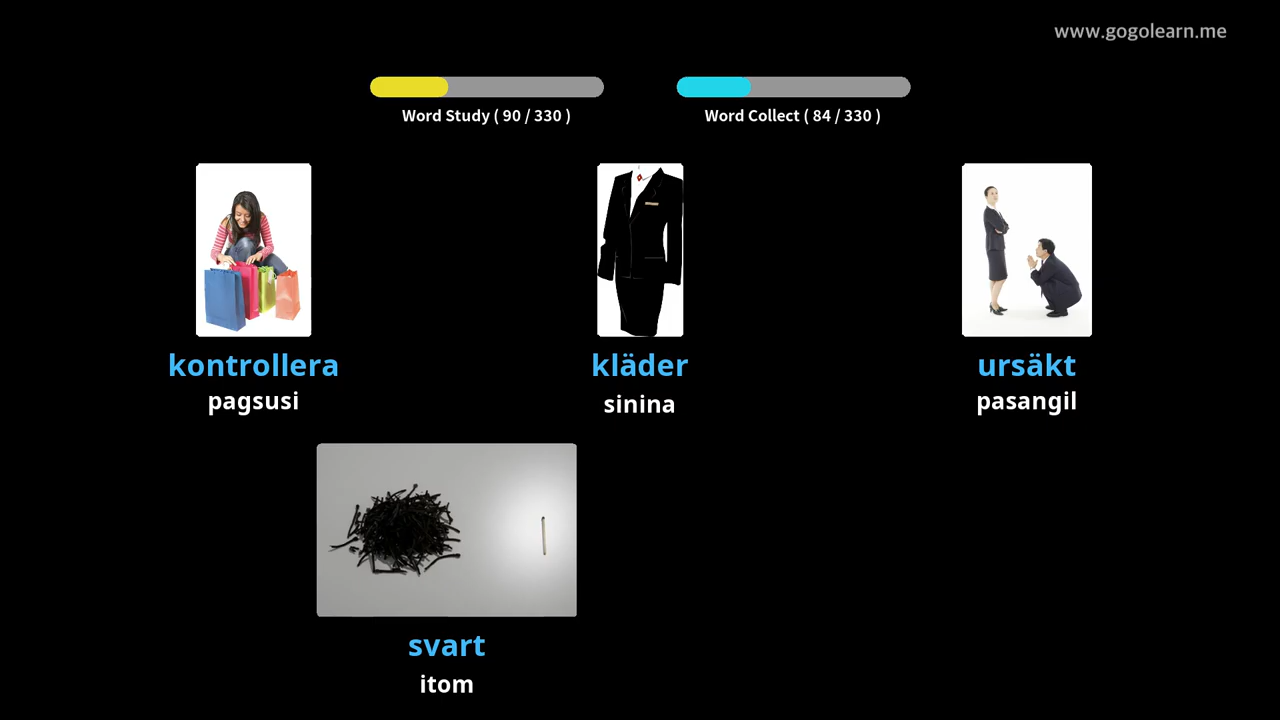 www.gogolearn.me
Word Study ( 90 / 330 )
Word Collect ( 84 / 330 )
kontrollera
pagsusi
kläder
sinina
ursäkt
pasangil
svart
itom